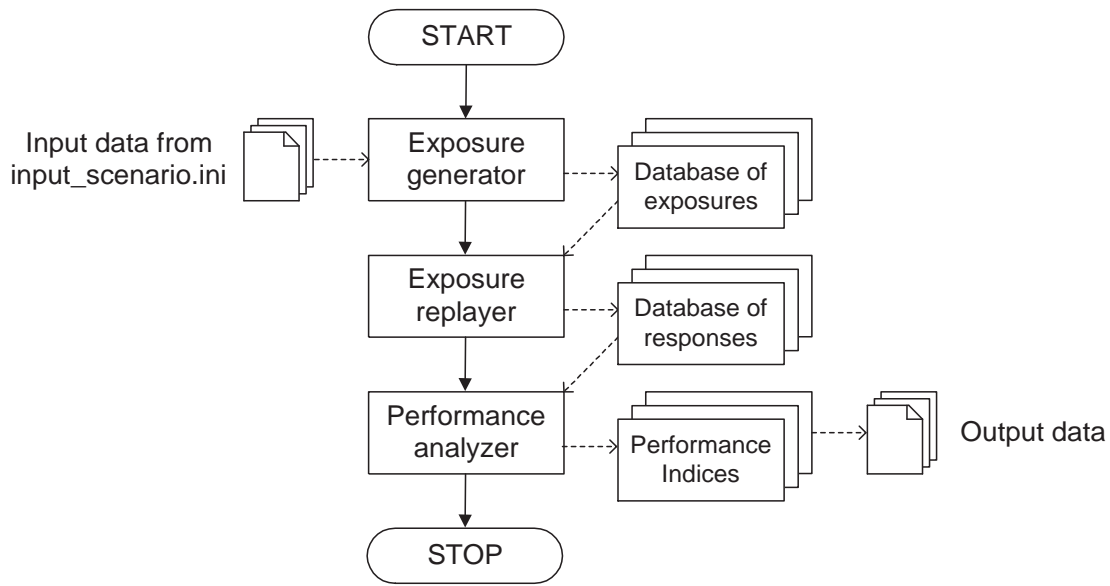 START
Input data from
input_scenario.ini
Exposure
generator
Database of
exposures
Exposure
replayer
Database of
responses
Performance
analyzer
Performance
Indices
Output data
STOP